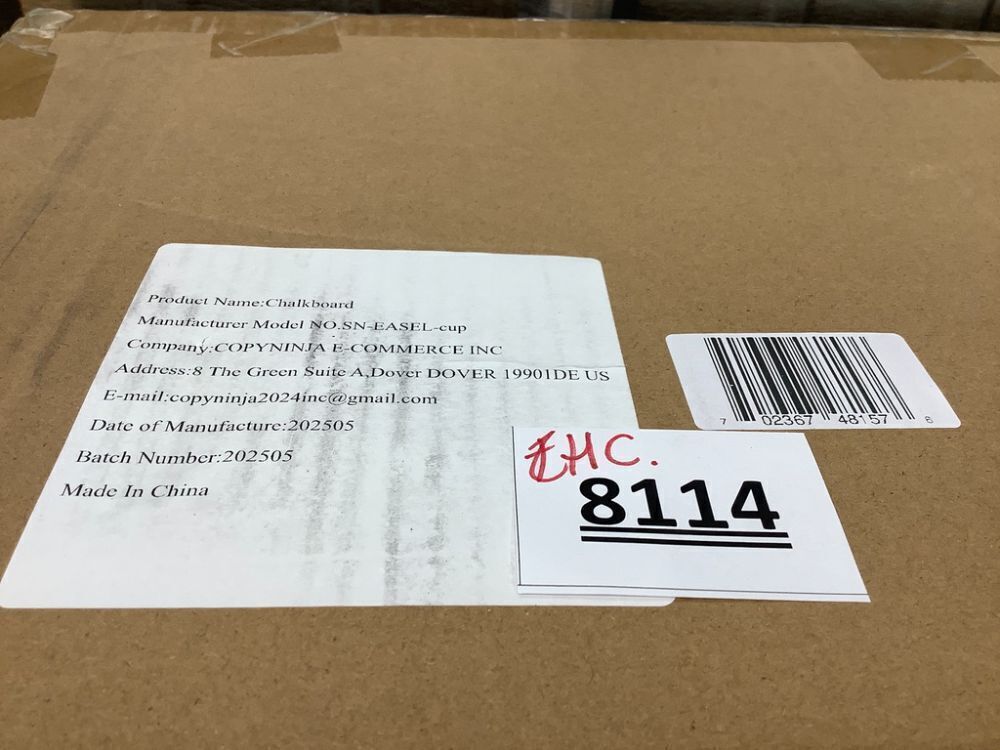 Product Name:Chalkboard
Manufacturer Model NO.SN-EASEL-cup
Company:COPYNINJA E-COMMERCE INC
Address:8 The Green Suite A,Dover DOVER 19901DE US
E-mail:copyninja2024inc@gmail.com
Date of Manufacture:202505
Batch Number:202505
Made In China
7 02367 48157 6
EHC.
8114